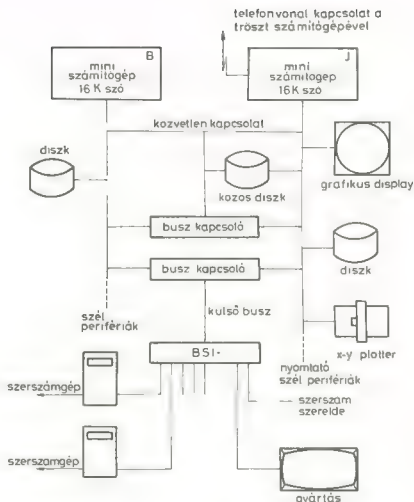 telefonvonal kapcsolat a
tröszt számítógépével
B
mini
számítógép
16 K szó
J
mini
számítógép
16 K szó
közvetlen kapcsolat
diszk
közös diszk
grafikus display
busz kapcsoló
busz kapcsoló
diszk
külső busz
szél
perifériák
x-y plotter
BSI-
nyomtató
szél perifériák
szerszámgép
szerszám
szerelde
szerszámgép
gyártás